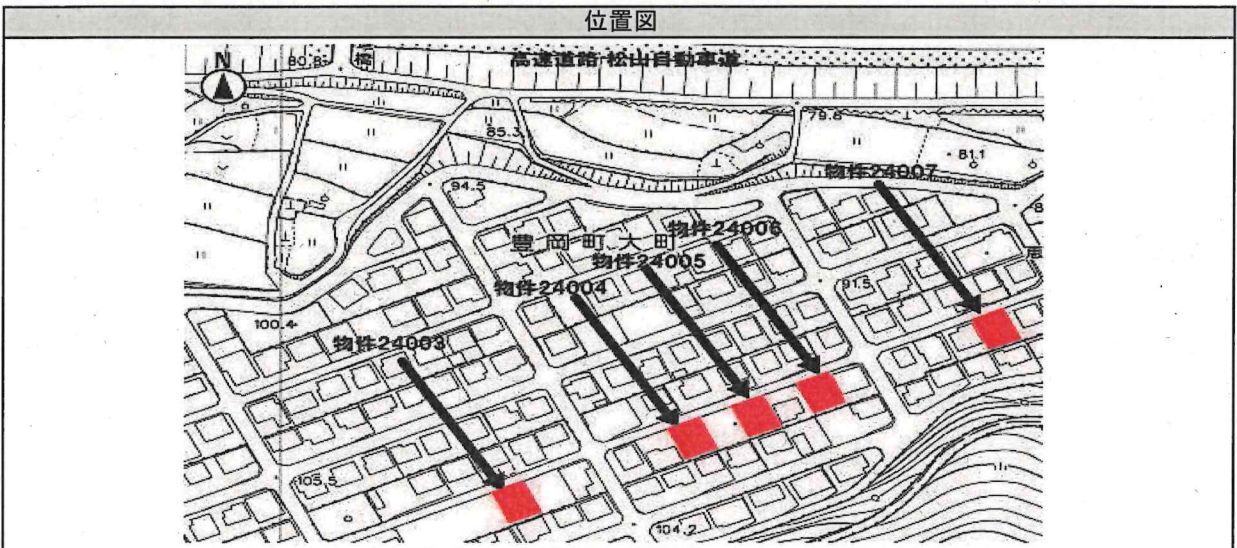 位置図
N
80.8
橋
高速道路 松山自動車道
85.3
79.6
81.1
94.5
物件24007
物件24006
豊岡町大町
物件24005
物件24004
91.5
100.4
物件24003
105.5
104.2